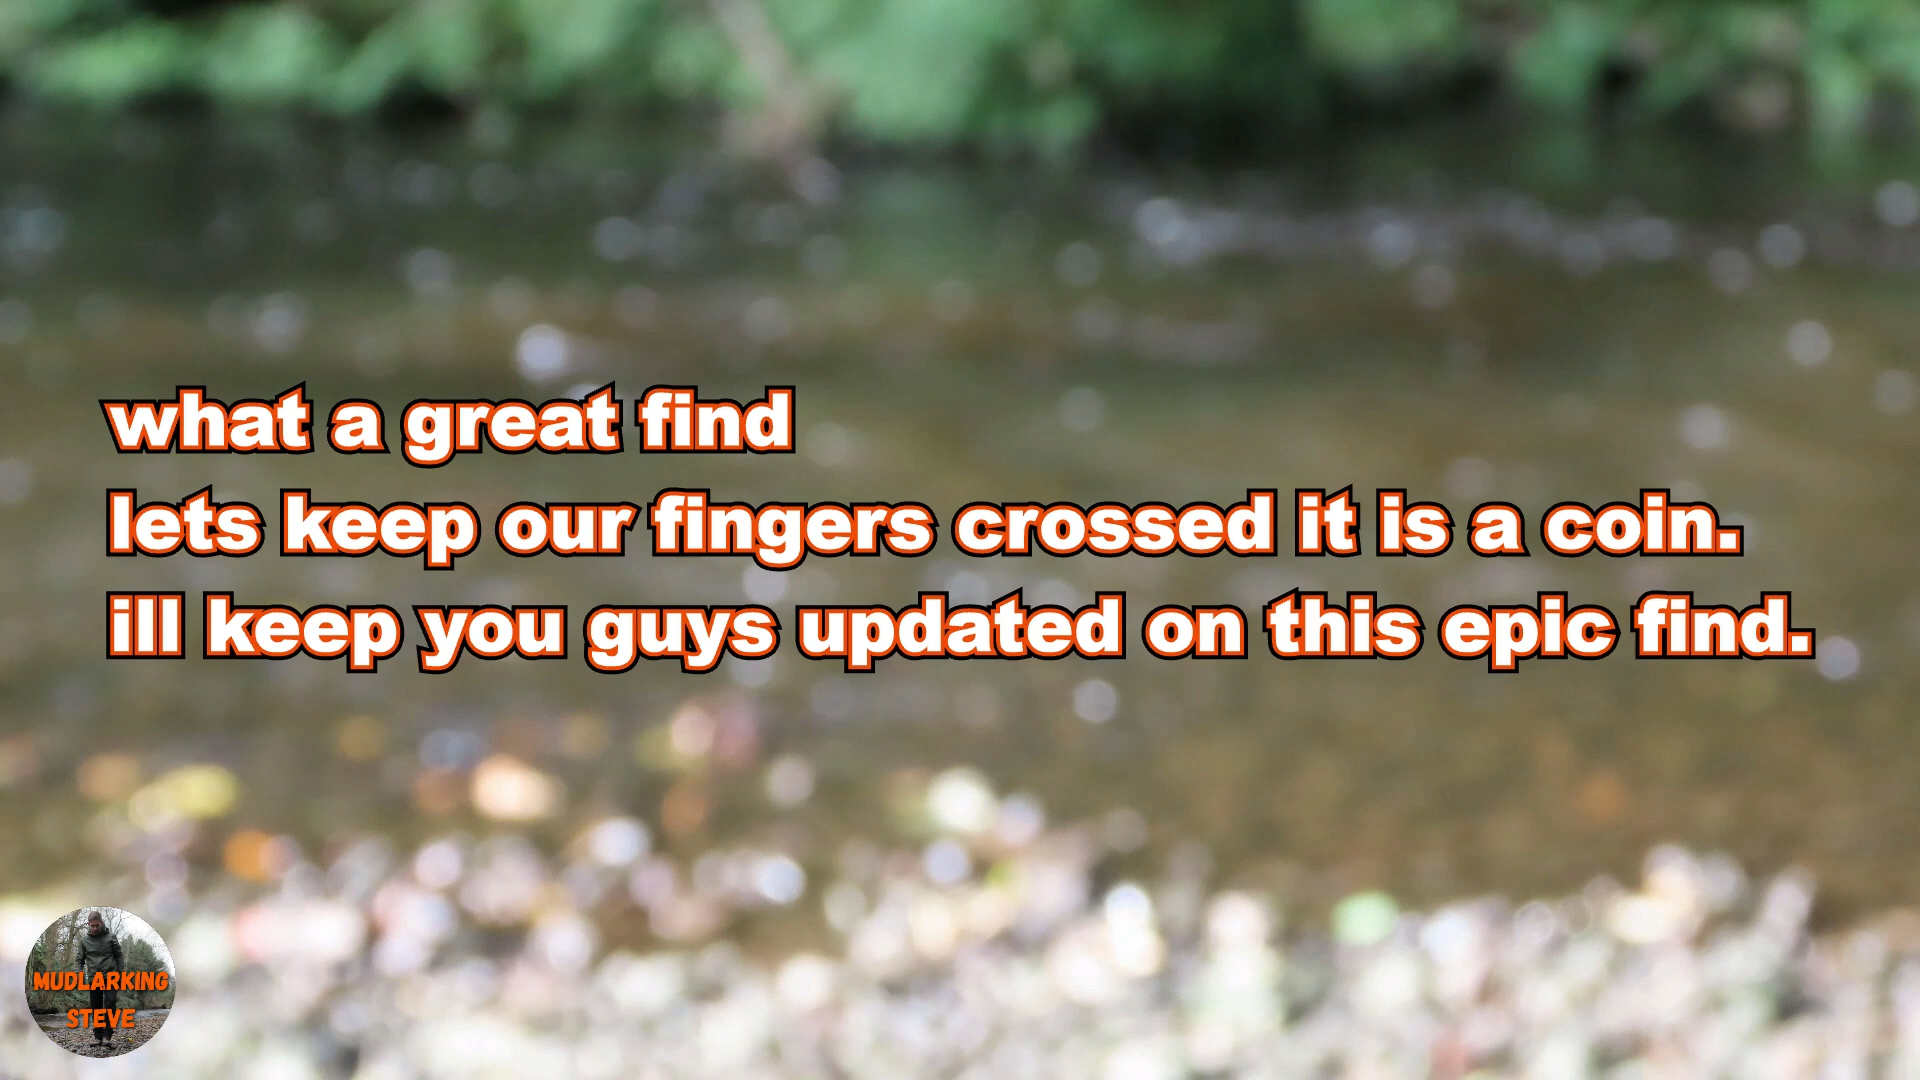 what a great find
lets keep our fingers crossed it is a coin.
ill keep you guys updated on this epic find.
MUDLARKING
STEVE